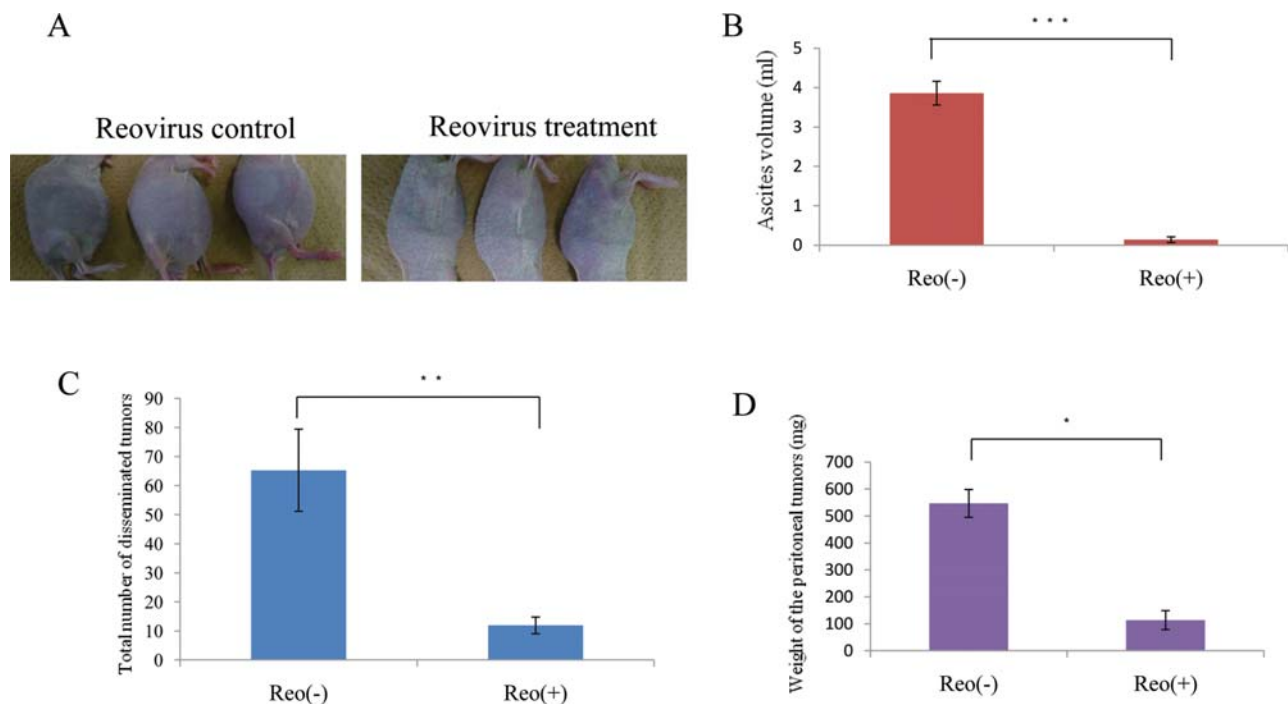 A
Reovirus control
Reovirus treatment
B
* * *
Ascites volume (ml)
5
4
3
2
1
0
Reo(-)
Reo(+)
C
* *
Total number of disseminated tumors
90
80
70
60
50
40
30
20
10
0
Reo(-)
Reo(+)
D
*
Weight of the peritoneal tumors (mg)
700
600
500
400
300
200
100
0
Reo(-)
Reo(+)